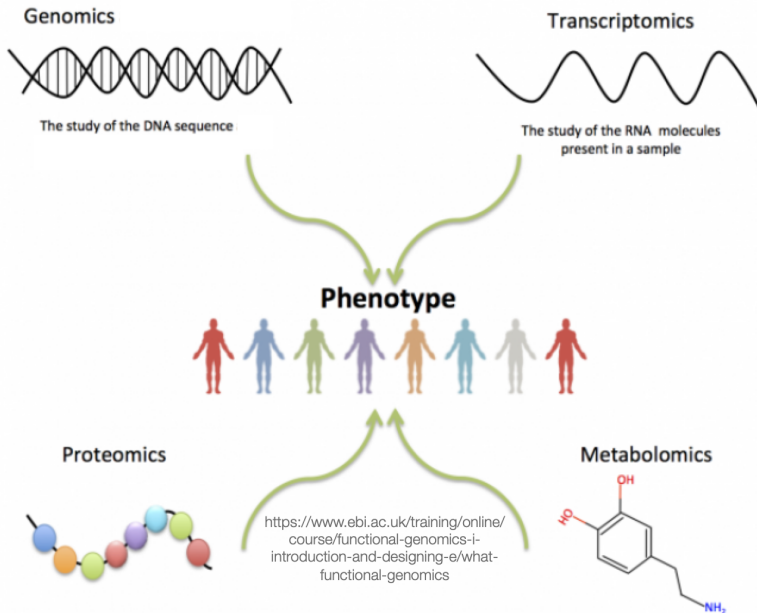 Genomics
Transcriptomics
The study of the DNA sequence
The study of the RNA molecules
present in a sample
Phenotype
Proteomics
Metabolomics
https://www.ebi.ac.uk/training/online/
course/functional-genomics-i-
introduction-and-designing-e/what-
functional-genomics
OH
HO
NH₂